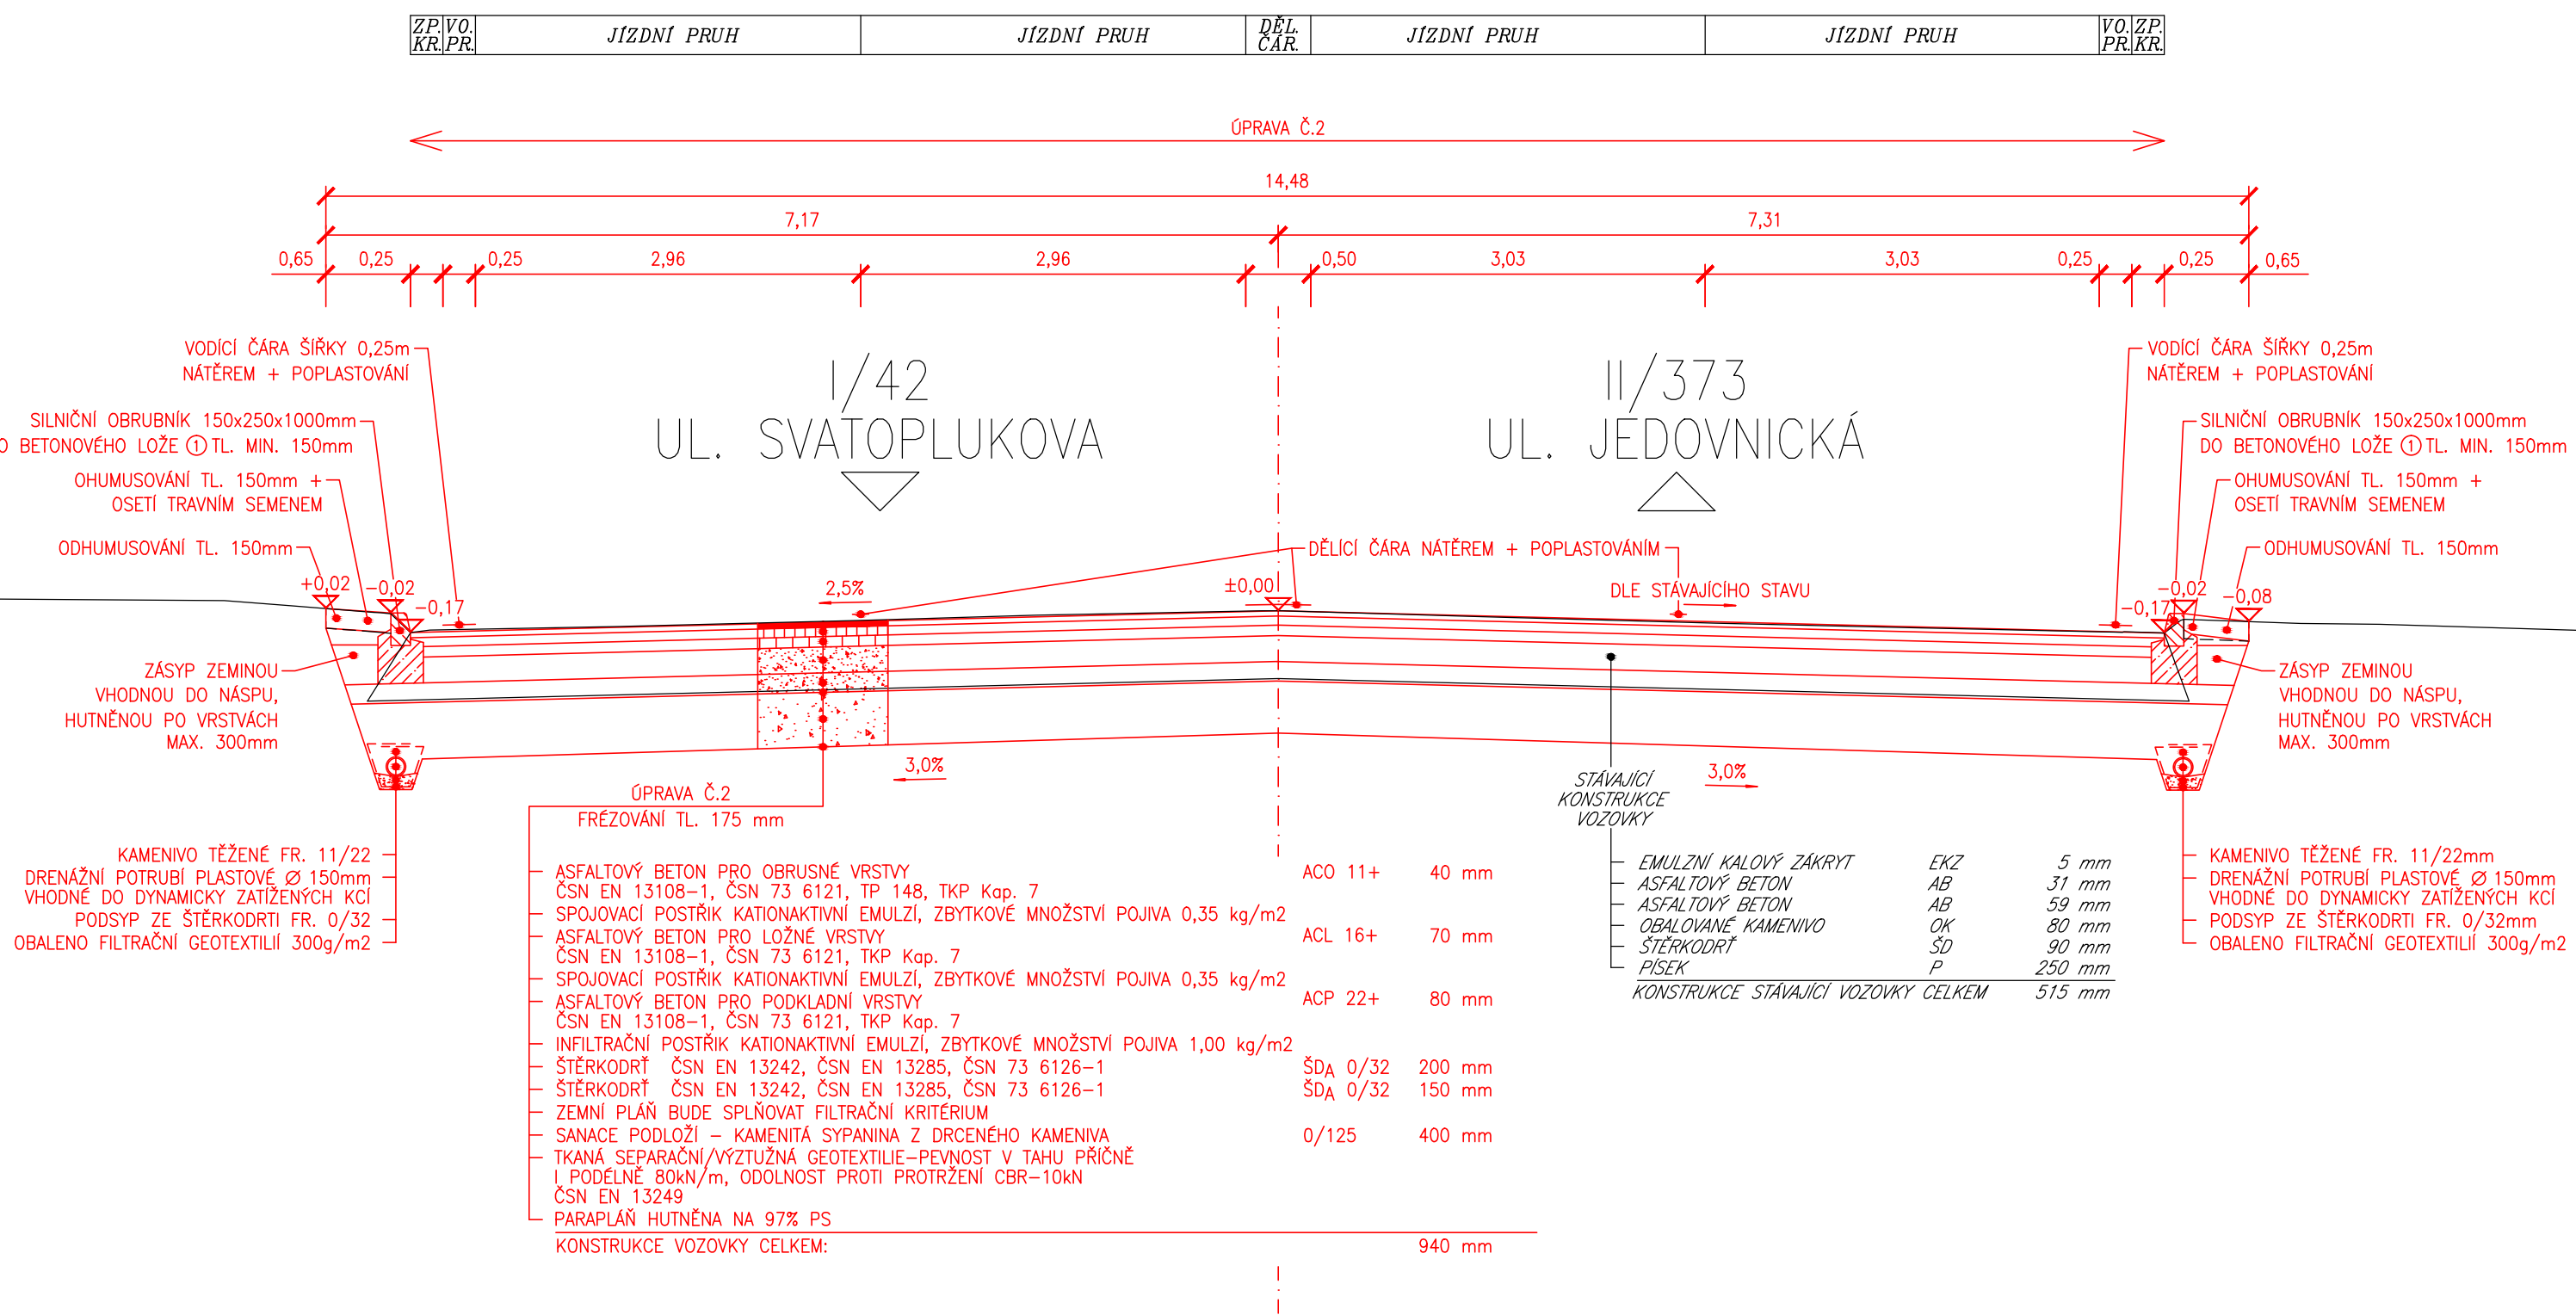 ZP. VO. JÍZDNÍ PRUH JÍZDNÍ PRUH DĚL. JÍZDNÍ PRUH JÍZDNÍ PRUH VO. ZP.
KR. PR. ČÁR. PR. KR.
ÚPRAVA Č.2
14,48
7,17 7,31
0,65 0,25 0,25 2,96 2,96 0,50 3,03 3,03 0,25 0,25 0,65
VODÍCÍ ČÁRA ŠÍŘKY 0,25m
NÁTĚREM + POPLASTOVÁNÍ
SILNIČNÍ OBRUBNÍK 150x250x1000mm
O BETONOVÉHO LOŽE ① TL. MIN. 150mm
OHUMUSOVÁNÍ TL. 150mm +
OSETÍ TRAVNÍM SEMENEM
ODHUMUSOVÁNÍ TL. 150mm
I/42
UL. SVATOPLUKOVA
II/373
UL. JEDOVNICKÁ
VODÍCÍ ČÁRA ŠÍŘKY 0,25m
NÁTĚREM + POPLASTOVÁNÍ
SILNIČNÍ OBRUBNÍK 150x250x1000mm
DO BETONOVÉHO LOŽE ① TL. MIN. 150mm
OHUMUSOVÁNÍ TL. 150mm +
OSETÍ TRAVNÍM SEMENEM
ODHUMUSOVÁNÍ TL. 150mm
DĚLÍCÍ ČÁRA NÁTĚREM + POPLASTOVÁNÍM
+0,02 -0,02 -0,17 2,5% ±0,00 DLE STÁVAJÍCÍHO STAVU -0,17 -0,02 -0,08
ZÁSYP ZEMINOU
VHODNOU DO NÁSPU,
HUTNĚNOU PO VRSTVÁCH
MAX. 300mm
ZÁSYP ZEMINOU
VHODNOU DO NÁSPU,
HUTNĚNOU PO VRSTVÁCH
MAX. 300mm
3,0% 3,0%
KAMENIVO TĚŽENÉ FR. 11/22
DRENÁŽNÍ POTRUBÍ PLASTOVÉ Ø 150mm
VHODNÉ DO DYNAMICKY ZATÍŽENÝCH KCÍ
PODSYP ZE ŠTĚRKODRTI FR. 0/32
OBALENO FILTRAČNÍ GEOTEXTILIÍ 300g/m2
ÚPRAVA Č.2
FRÉZOVÁNÍ TL. 175 mm
ASFALTOVÝ BETON PRO OBRUSNÉ VRSTVY ACO 11+ 40 mm
ČSN EN 13108-1, ČSN 73 6121, TP 148, TKP Kap. 7
SPOJOVACÍ POSTŘIK KATIONAKTIVNÍ EMULZÍ, ZBYTKOVÉ MNOŽSTVÍ POJIVA 0,35 kg/m2
ASFALTOVÝ BETON PRO LOŽNÉ VRSTVY ACL 16+ 70 mm
ČSN EN 13108-1, ČSN 73 6121, TKP Kap. 7
SPOJOVACÍ POSTŘIK KATIONAKTIVNÍ EMULZÍ, ZBYTKOVÉ MNOŽSTVÍ POJIVA 0,35 kg/m2
ASFALTOVÝ BETON PRO PODKLADNÍ VRSTVY ACP 22+ 80 mm
ČSN EN 13108-1, ČSN 73 6121, TKP Kap. 7
INFILTRAČNÍ POSTŘIK KATIONAKTIVNÍ EMULZÍ, ZBYTKOVÉ MNOŽSTVÍ POJIVA 1,00 kg/m2
ŠTĚRKODRŤ ČSN EN 13242, ČSN EN 13285, ČSN 73 6126-1 ŠDA 0/32 200 mm
ŠTĚRKODRŤ ČSN EN 13242, ČSN EN 13285, ČSN 73 6126-1 ŠDA 0/32 150 mm
ZEMNÍ PLÁŇ BUDE SPLŇOVAT FILTRAČNÍ KRITÉRIUM
SANACE PODLOŽÍ - KAMENITÁ SYPANINA Z DRCENÉHO KAMENIVA 0/125 400 mm
TKANÁ SEPARAČNÍ/VÝZTUŽNÁ GEOTEXTILIE-PEVNOST V TAHU PŘÍČNĚ
I PODÉLNĚ 80kN/m, ODOLNOST PROTI PROTRŽENÍ CBR-10kN
ČSN EN 13249
PARAPLÁŇ HUTNĚNA NA 97% PS
KONSTRUKCE VOZOVKY CELKEM: 940 mm
STÁVAJÍCÍ
KONSTRUKCE
VOZOVKY
EMULZNÍ KALOVÝ ZÁKRYT EKZ 5 mm
ASFALTOVÝ BETON AB 31 mm
ASFALTOVÝ BETON AB 59 mm
OBALOVANÉ KAMENIVO OK 80 mm
ŠTĚRKODRŤ ŠD 90 mm
PÍSEK P 250 mm
KONSTRUKCE STÁVAJÍCÍ VOZOVKY CELKEM 515 mm
KAMENIVO TĚŽENÉ FR. 11/22mm
DRENÁŽNÍ POTRUBÍ PLASTOVÉ Ø 150mm
VHODNÉ DO DYNAMICKY ZATÍŽENÝCH KCÍ
PODSYP ZE ŠTĚRKODRTI FR. 0/32mm
OBALENO FILTRAČNÍ GEOTEXTILIÍ 300g/m2